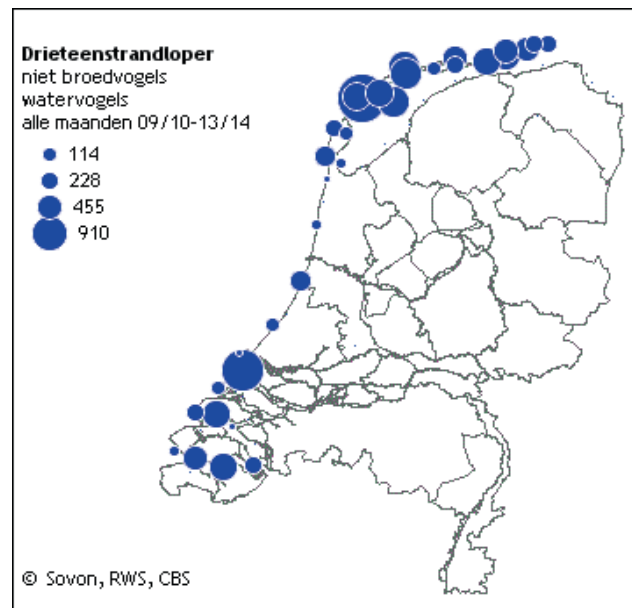 Drieteenstrandloper
niet broedvogels
watervogels
alle maanden 09/10-13/14
114
228
455
910
© Sovon, RWS, CBS